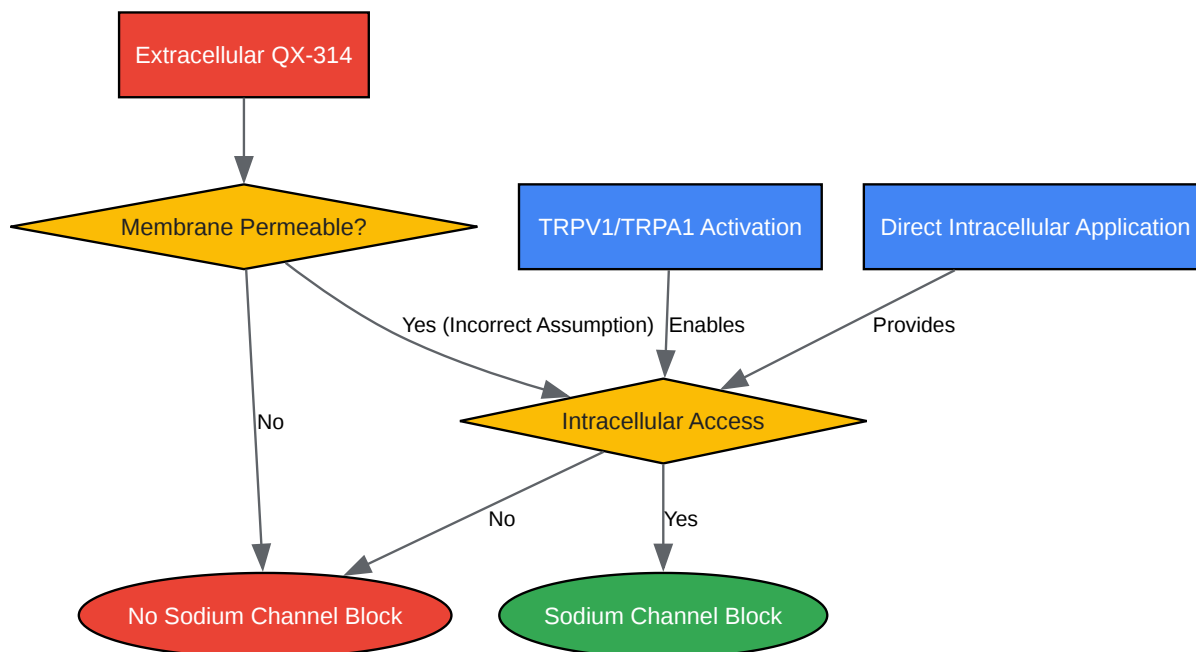 Extracellular QX-314
Membrane Permeable?
TRPV1/TRPA1 Activation
Direct Intracellular Application
Yes (Incorrect Assumption)
Enables
Provides
No
Intracellular Access
No
Yes
No Sodium Channel Block
Sodium Channel Block